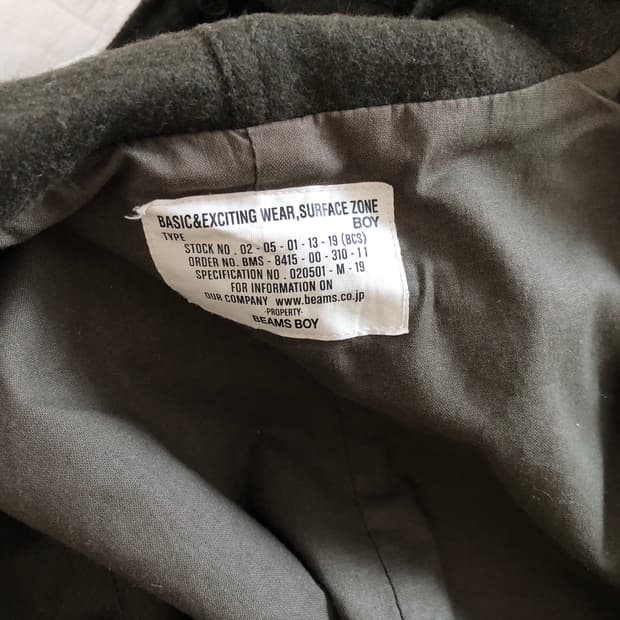 BASIC&EXCITING WEAR,SURFACE ZONE
BOY
TYPE
STOCK NO . 02 - 05 - 01 - 13 - 19 (BCS)
ORDER NO. BMS - 8415 - 00 - 310 - 11
SPECIFICATION NO . 020501 - M - 19
FOR INFORMATION ON
OUR COMPANY www.beams.co.jp
-PROPERTY-
BEAMS BOY